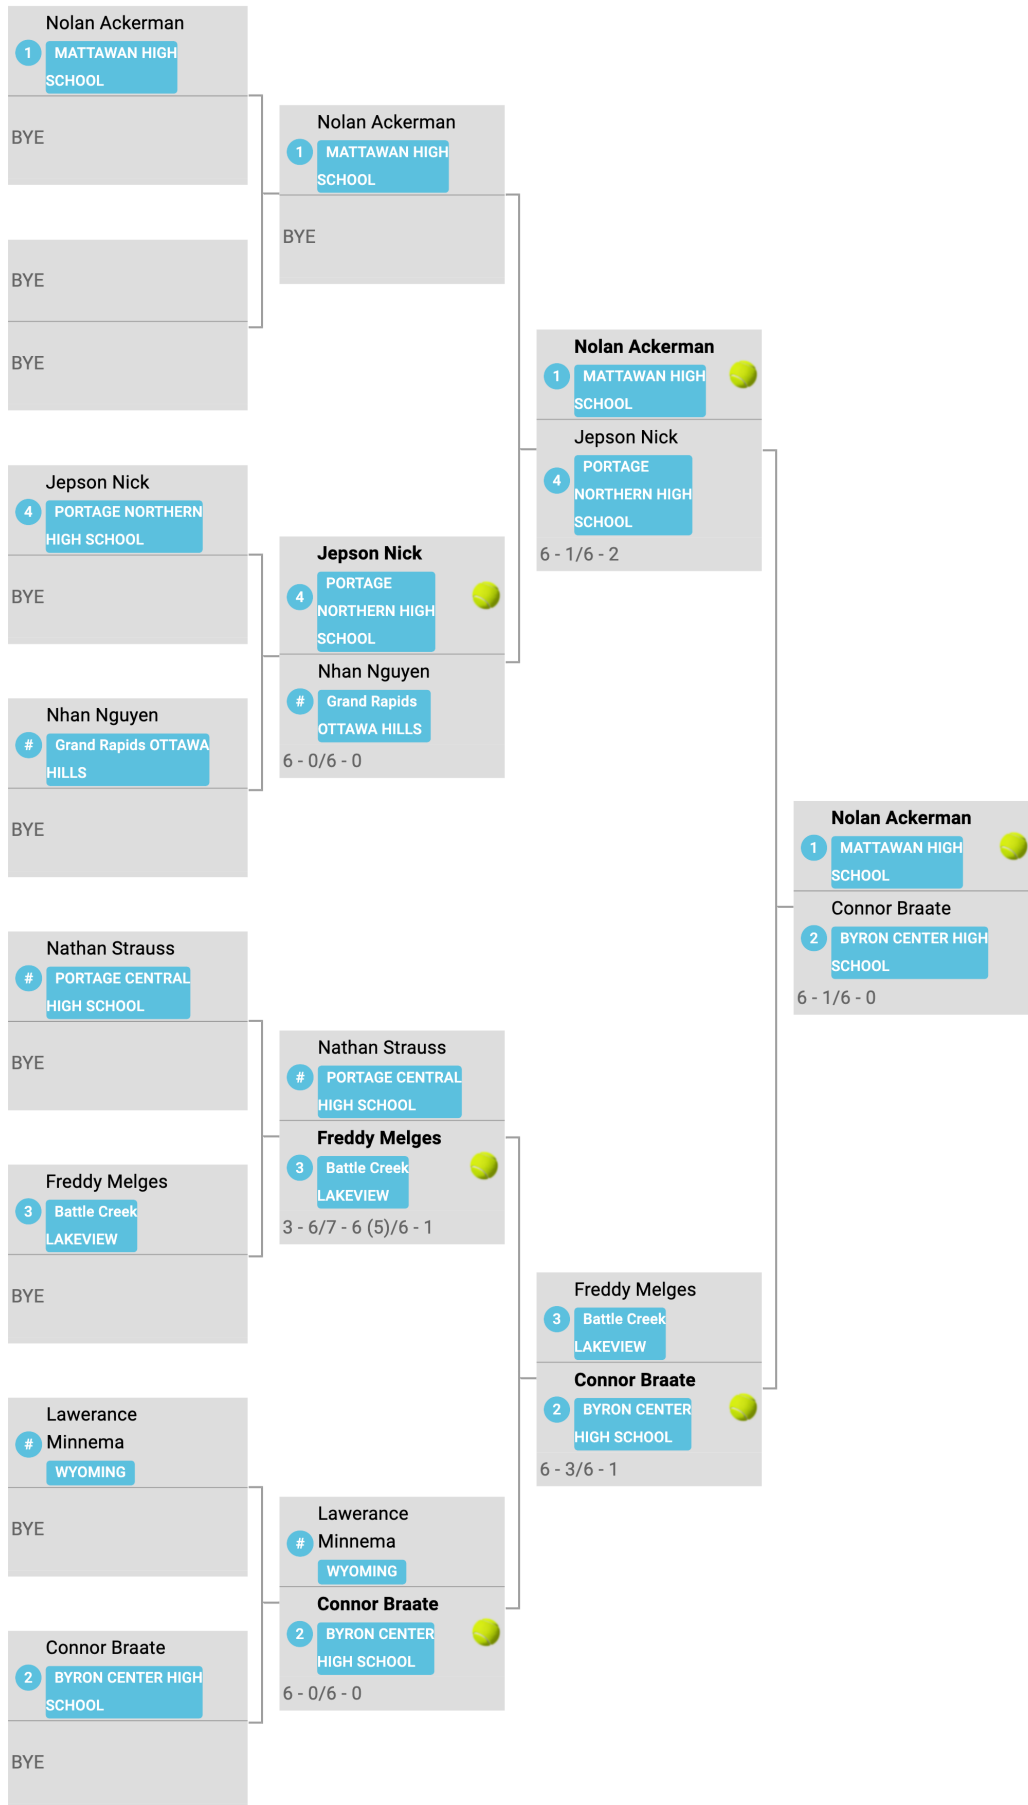 Nolan Ackerman
1 MATTAWAN HIGH
SCHOOL
BYE
BYE
BYE
Jepson Nick
4 PORTAGE NORTHERN
HIGH SCHOOL
BYE
Nhan Nguyen
# Grand Rapids OTTAWA
HILLS
BYE
Nathan Strauss
# PORTAGE CENTRAL
HIGH SCHOOL
BYE
Freddy Melges
3 Battle Creek
LAKEVIEW
BYE
Lawerance
# Minnema
WYOMING
BYE
Connor Braate
2 BYRON CENTER HIGH
SCHOOL
BYE
Nolan Ackerman
1 MATTAWAN HIGH
SCHOOL
BYE
Jepson Nick
PORTAGE
4 NORTHERN HIGH
SCHOOL
Nhan Nguyen
# Grand Rapids
OTTAWA HILLS
6 - 0/6 - 0
Nathan Strauss
# PORTAGE CENTRAL
HIGH SCHOOL
Freddy Melges
3 Battle Creek
LAKEVIEW
3 - 6/7 - 6 (5)/6 - 1
Lawerance
# Minnema
WYOMING
Connor Braate
2 BYRON CENTER
HIGH SCHOOL
6 - 0/6 - 0
Nolan Ackerman
1 MATTAWAN HIGH
SCHOOL
Jepson Nick
PORTAGE
4 NORTHERN HIGH
SCHOOL
6 - 1/6 - 2
Freddy Melges
3 Battle Creek
LAKEVIEW
Connor Braate
2 BYRON CENTER
HIGH SCHOOL
6 - 3/6 - 1
Nolan Ackerman
1 MATTAWAN HIGH
SCHOOL
Connor Braate
2 BYRON CENTER HIGH
SCHOOL
6 - 1/6 - 0